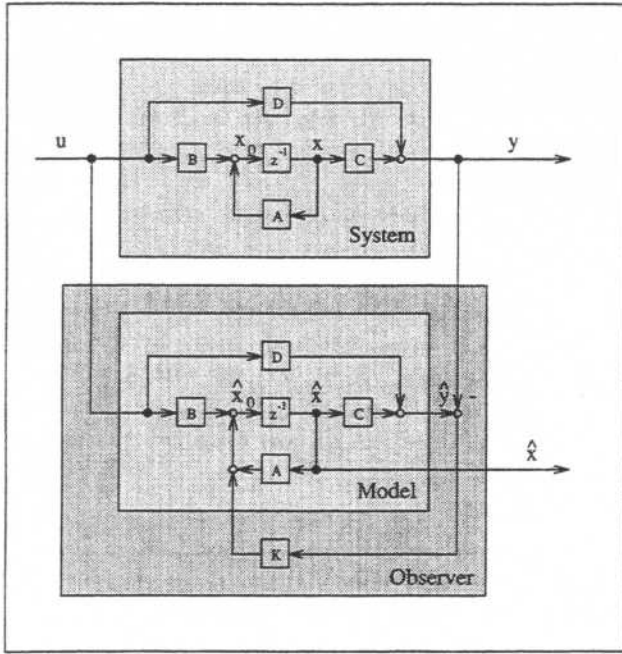 D
u
B
x₀
z⁻¹
x
C
y
A
System
D
B
x̂₀
z⁻¹
x̂
C
ŷ
-
A
x̂
Model
K
Observer